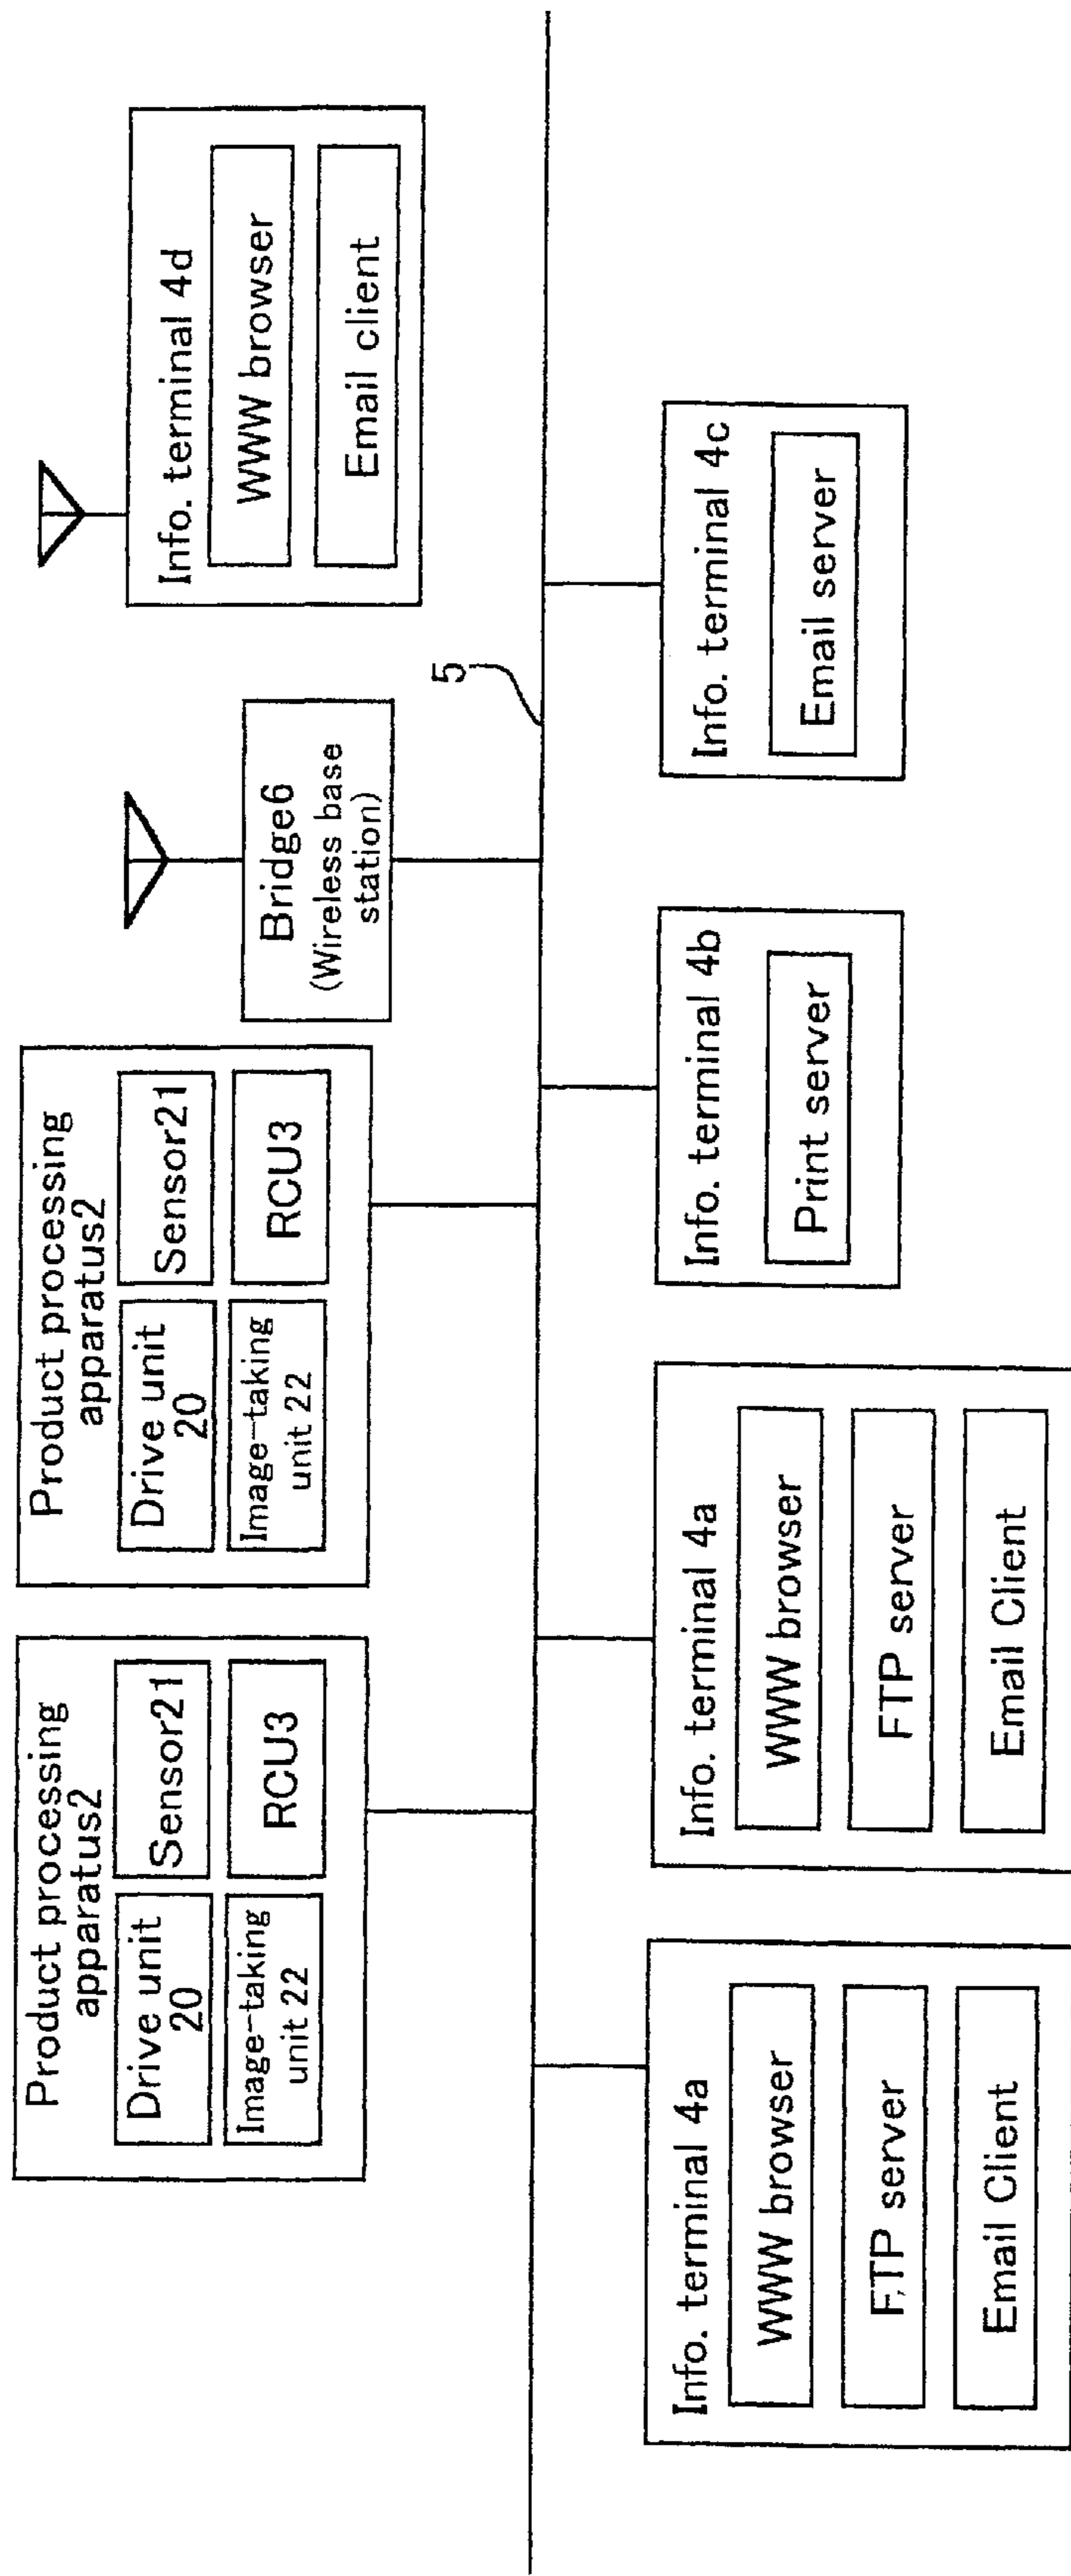 Product processing
apparatus2
Drive unit
20
Sensor21
Image-taking
unit 22
RCU3
Product processing
apparatus2
Drive unit
20
Sensor21
Image-taking
unit 22
RCU3
Bridge6
(Wireless base
station)
Info. terminal 4d
WWW browser
Email client
5
Info. terminal 4a
WWW browser
FTP server
Email Client
Info. terminal 4a
WWW browser
FTP server
Email Client
Info. terminal 4b
Print server
Info. terminal 4c
Email server